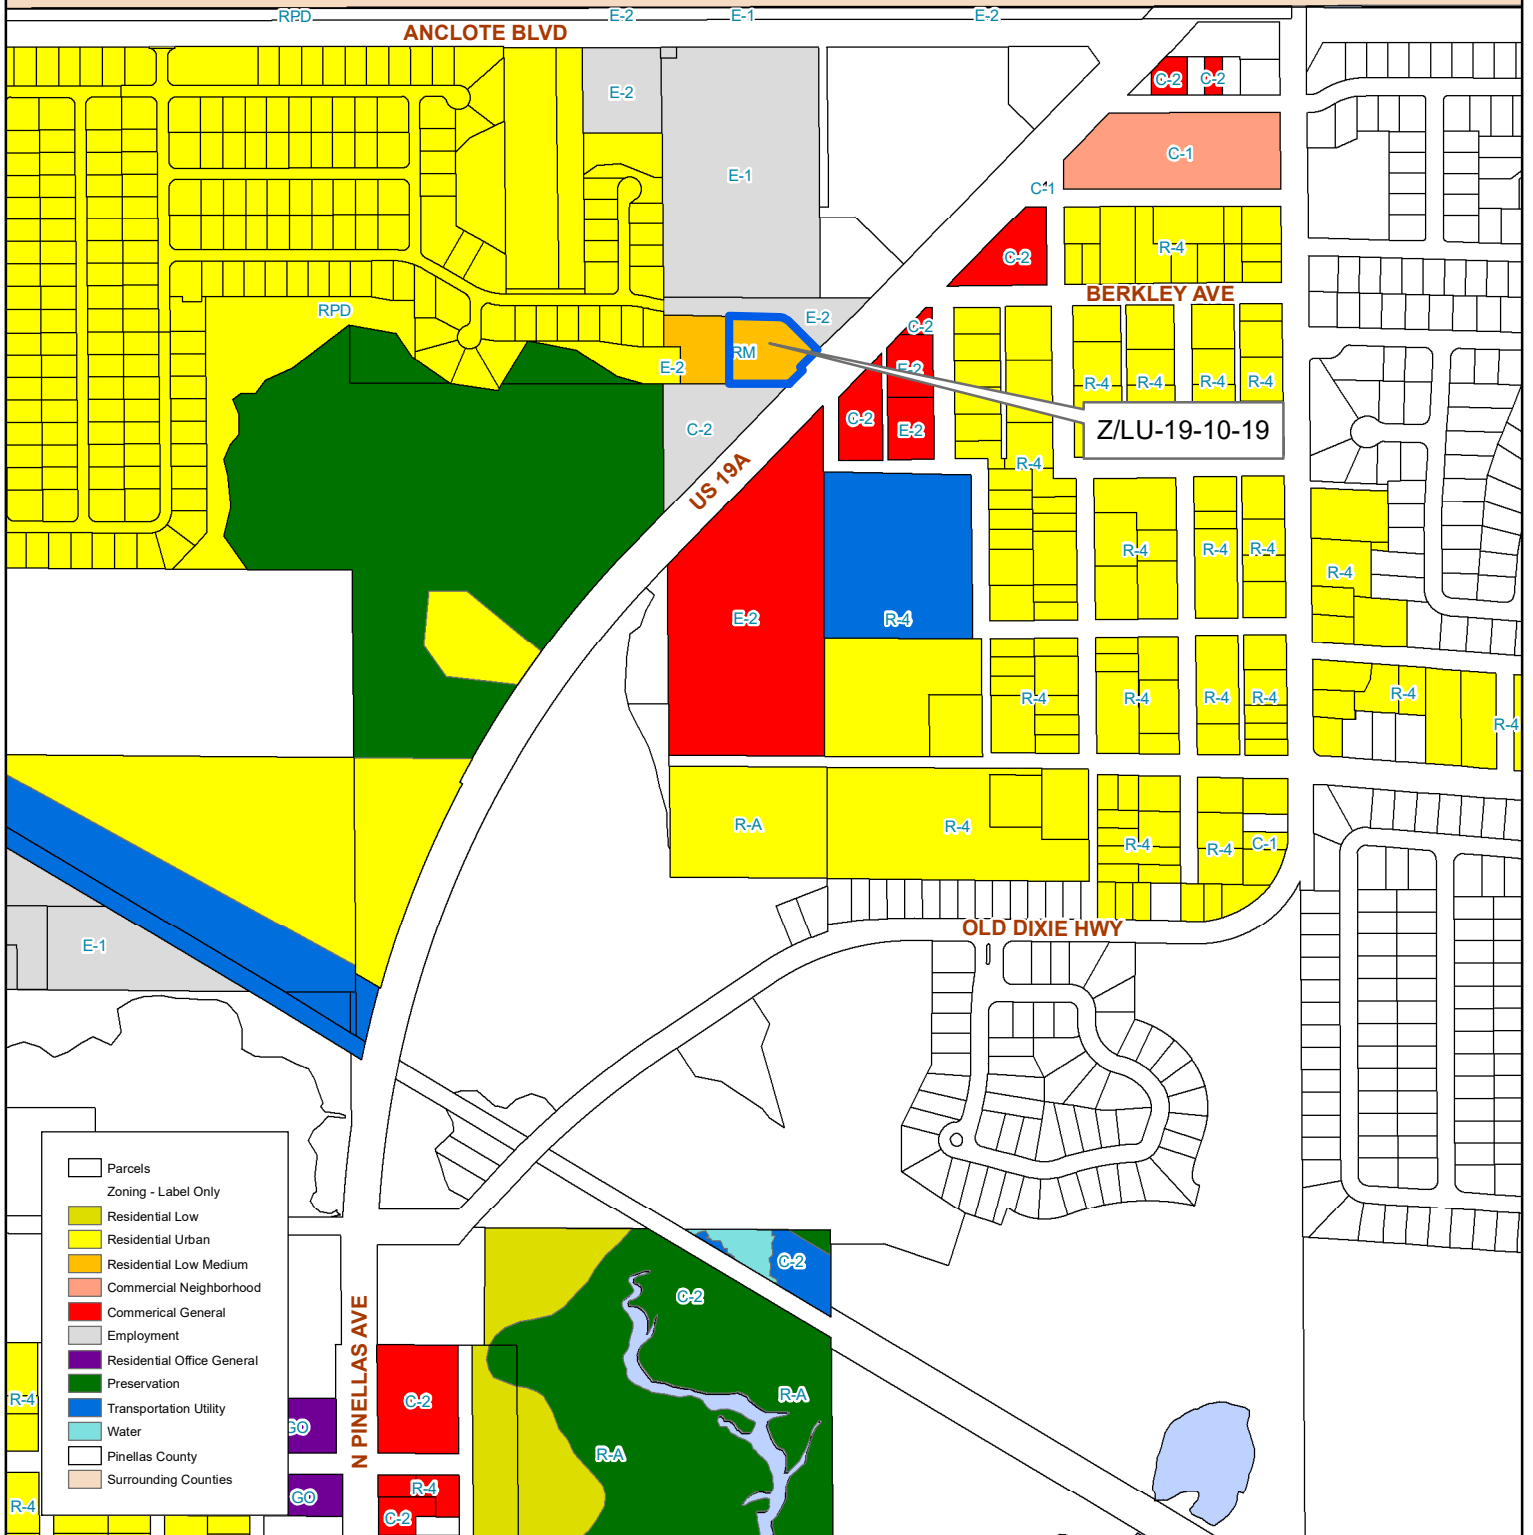 RPD
E-2
E-1
E-2
ANCLOTE BLVD
C-2
C-2
E-2
C-1
E-1
C-1
R-4
C-2
BERKLEY AVE
RPD
E-2
C-2
RM
E-2
E-2
R-4
R-4
R-4
R-4
C-2
C-2
E-2
Z/LU-19-10-19
US 19A
R-4
R-4
R-4
R-4
R-4
E-2
R-4
R-4
R-4
R-4
R-4
R-4
R-4
R-A
R-4
R-4
R-4
C-1
OLD DIXIE HWY
E-1
Parcels
Zoning - Label Only
Residential Low
Residential Urban
Residential Low Medium
Commercial Neighborhood
Commerical General
Employment
Residential Office General
Preservation
Transportation Utility
Water
Pinellas County
Surrounding Counties
C-2
C-2
N PINELLAS AVE
R-4
GO
C-2
R-A
R-A
R-4
GO
R-4
C-2